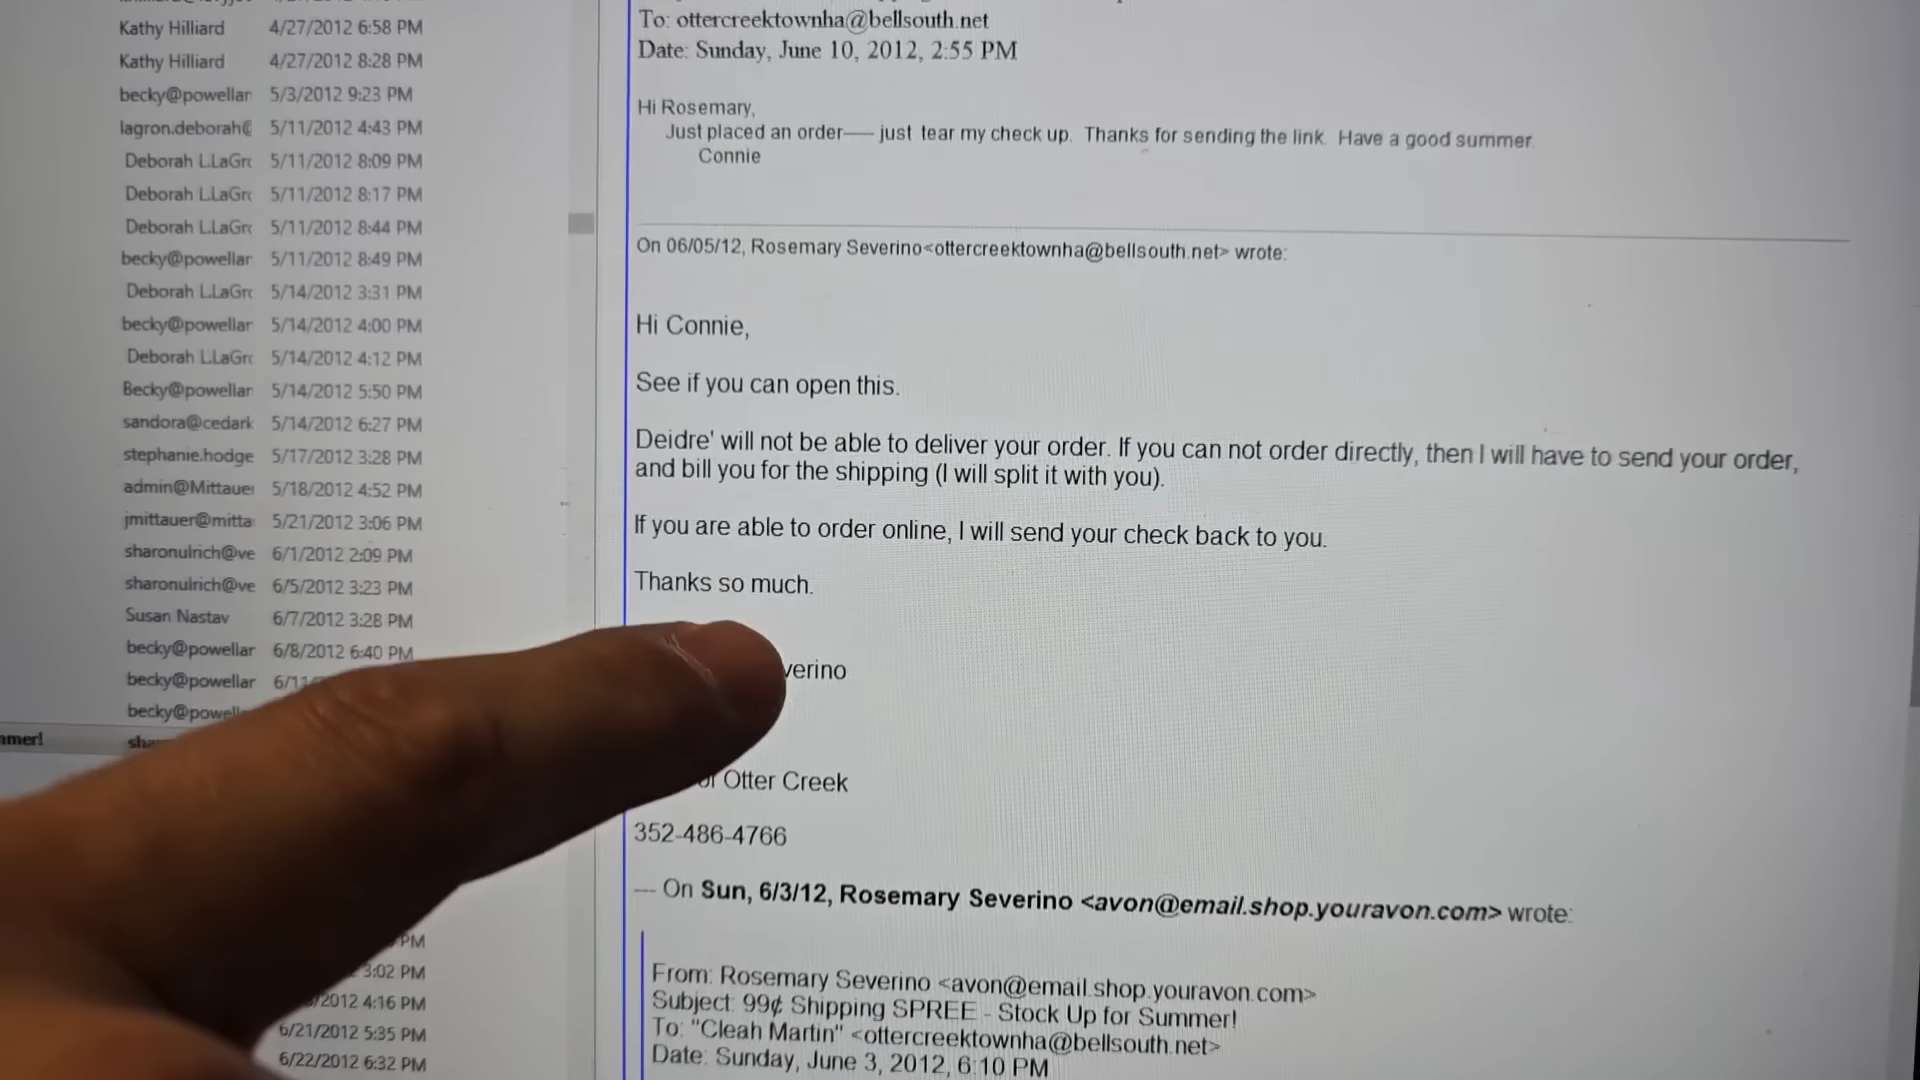 Kathy Hilliard 4/27/2012 6:58 PM
Kathy Hilliard 4/27/2012 8:28 PM
becky@powellar 5/3/2012 9:23 PM
lagron.deborah@ 5/11/2012 4:43 PM
Deborah L.LaGro 5/11/2012 8:09 PM
Deborah L.LaGro 5/11/2012 8:17 PM
Deborah L.LaGro 5/11/2012 8:44 PM
becky@powellar 5/11/2012 8:49 PM
Deborah L.LaGro 5/14/2012 3:31 PM
becky@powellar 5/14/2012 4:00 PM
Deborah L.LaGro 5/14/2012 4:12 PM
Becky@powellar 5/14/2012 5:50 PM
sandora@cedark 5/14/2012 6:27 PM
stephanie.hodge 5/17/2012 3:28 PM
admin@Mittaue 5/18/2012 4:52 PM
jmittauer@mitta 5/21/2012 3:06 PM
sharonulrich@ve 6/1/2012 2:09 PM
sharonulrich@ve 6/5/2012 3:23 PM
Susan Nastav 6/7/2012 3:28 PM
becky@powellar 6/8/2012 6:40 PM
becky@powellar 6/11
becky@powell
mmer! sha
PM
3:02 PM
/2012 4:16 PM
6/21/2012 5:35 PM
6/22/2012 6:32 PM
To: ottercreektownha@bellsouth.net
Date: Sunday, June 10, 2012, 2:55 PM
Hi Rosemary,
Just placed an order—— just tear my check up. Thanks for sending the link. Have a good summer.
Connie
On 06/05/12, Rosemary Severino<ottercreektownha@bellsouth.net> wrote:
Hi Connie,
See if you can open this.
Deidre' will not be able to deliver your order. If you can not order directly, then I will have to send your order,
and bill you for the shipping (I will split it with you).
If you are able to order online, I will send your check back to you.
Thanks so much.
verino
of Otter Creek
352-486-4766
--- On Sun, 6/3/12, Rosemary Severino <avon@email.shop.youravon.com> wrote:
From: Rosemary Severino <avon@email.shop.youravon.com>
Subject: 99¢ Shipping SPREE - Stock Up for Summer!
To: "Cleah Martin" <ottercreektownha@bellsouth.net>
Date: Sunday, June 3, 2012, 6:10 PM